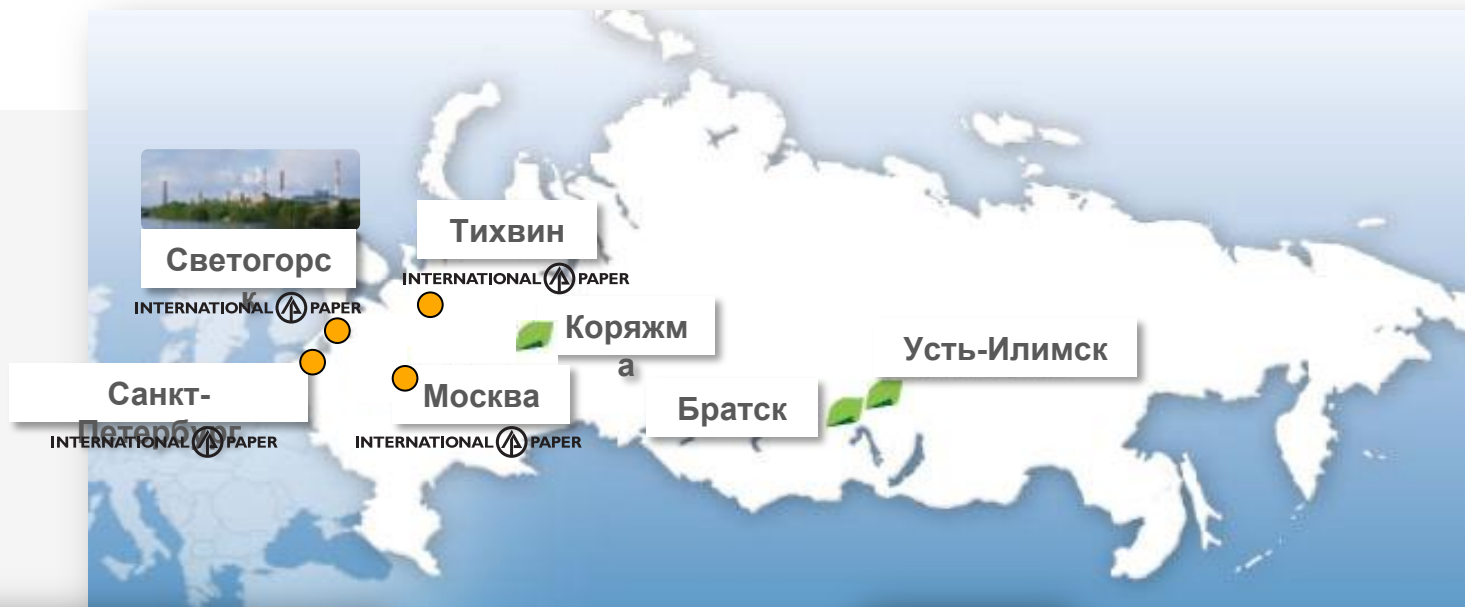 Тихвин
INTERNATIONAL PAPER
Светогорс
к
INTERNATIONAL PAPER
Коряжм
а
Усть-Илимск
Санкт-
Петербург
INTERNATIONAL PAPER
Москва
INTERNATIONAL PAPER
Братск